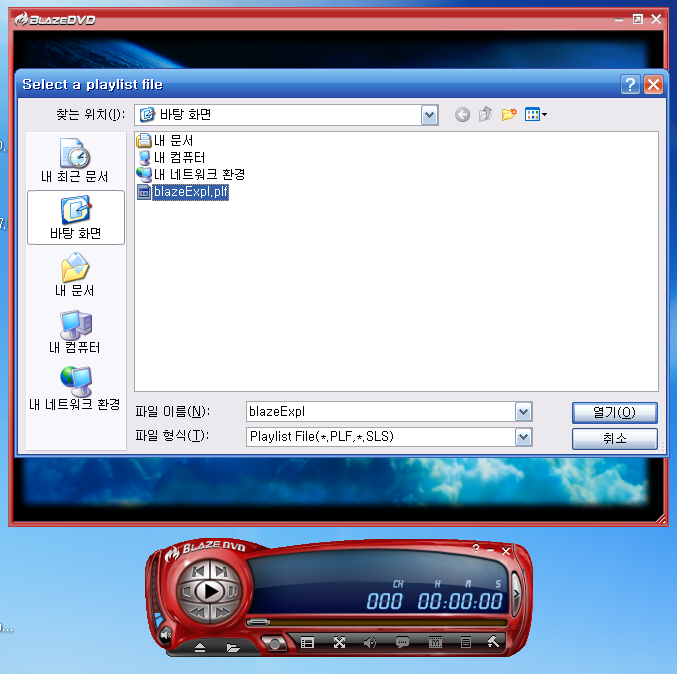 BLAZEDVD
Select a playlist file
찾는 위치(I):
바탕 화면
내 최근 문서
바탕 화면
내 문서
내 컴퓨터
내 네트워크 환경
내 문서
내 컴퓨터
내 네트워크 환경
blazeExpl.plf
파일 이름(N):
blazeExpl
열기(O)
파일 형식(T):
Playlist File(*.PLF,*.SLS)
취소
BLAZE DVD
CH H M S
000 00:00:00